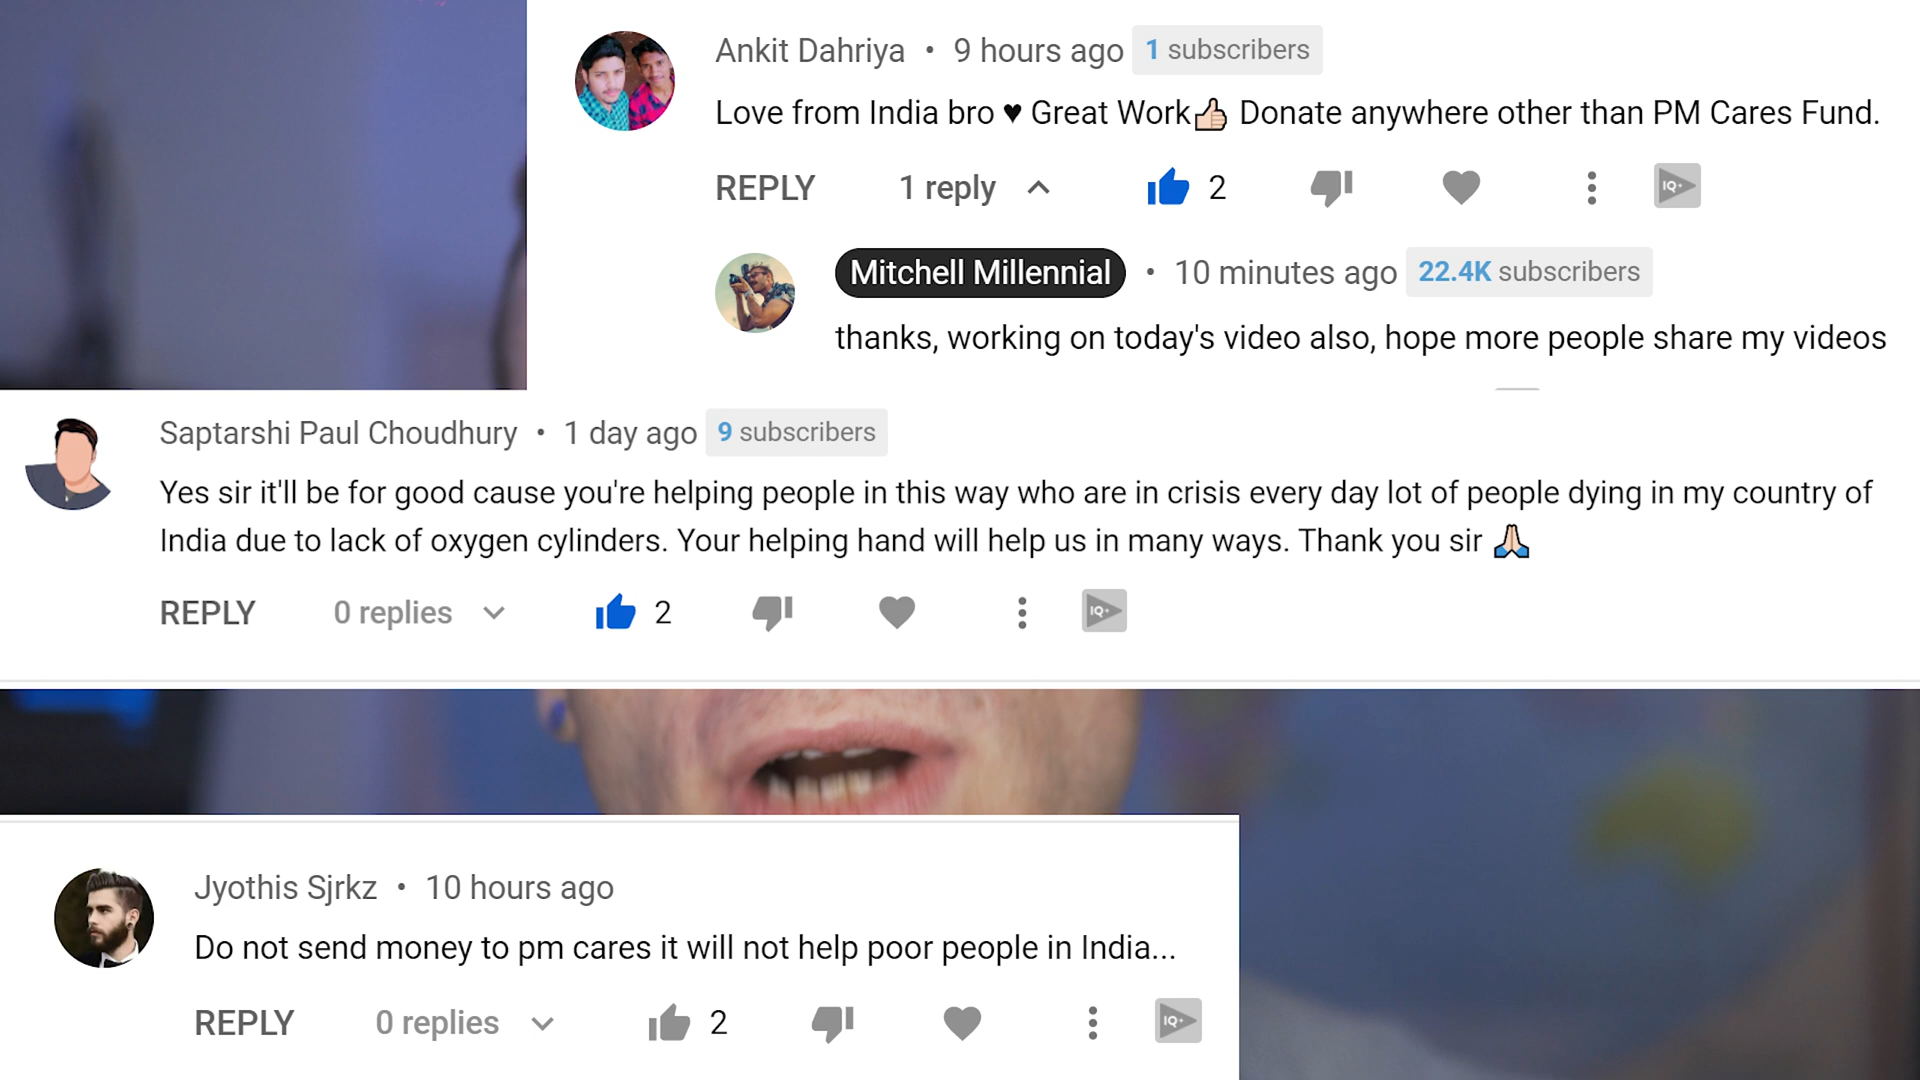 Ankit Dahriya • 9 hours ago 1 subscribers
Love from India bro ♥ Great Work👍🏻 Donate anywhere other than PM Cares Fund.
REPLY 1 reply 2 IQ+
Mitchell Millennial • 10 minutes ago 22.4K subscribers
thanks, working on today's video also, hope more people share my videos
Saptarshi Paul Choudhury • 1 day ago 9 subscribers
Yes sir it'll be for good cause you're helping people in this way who are in crisis every day lot of people dying in my country of
India due to lack of oxygen cylinders. Your helping hand will help us in many ways. Thank you sir 🙏🏻
REPLY 0 replies 2 IQ+
Jyothis Sjrkz • 10 hours ago
Do not send money to pm cares it will not help poor people in India...
REPLY 0 replies 2 IQ+